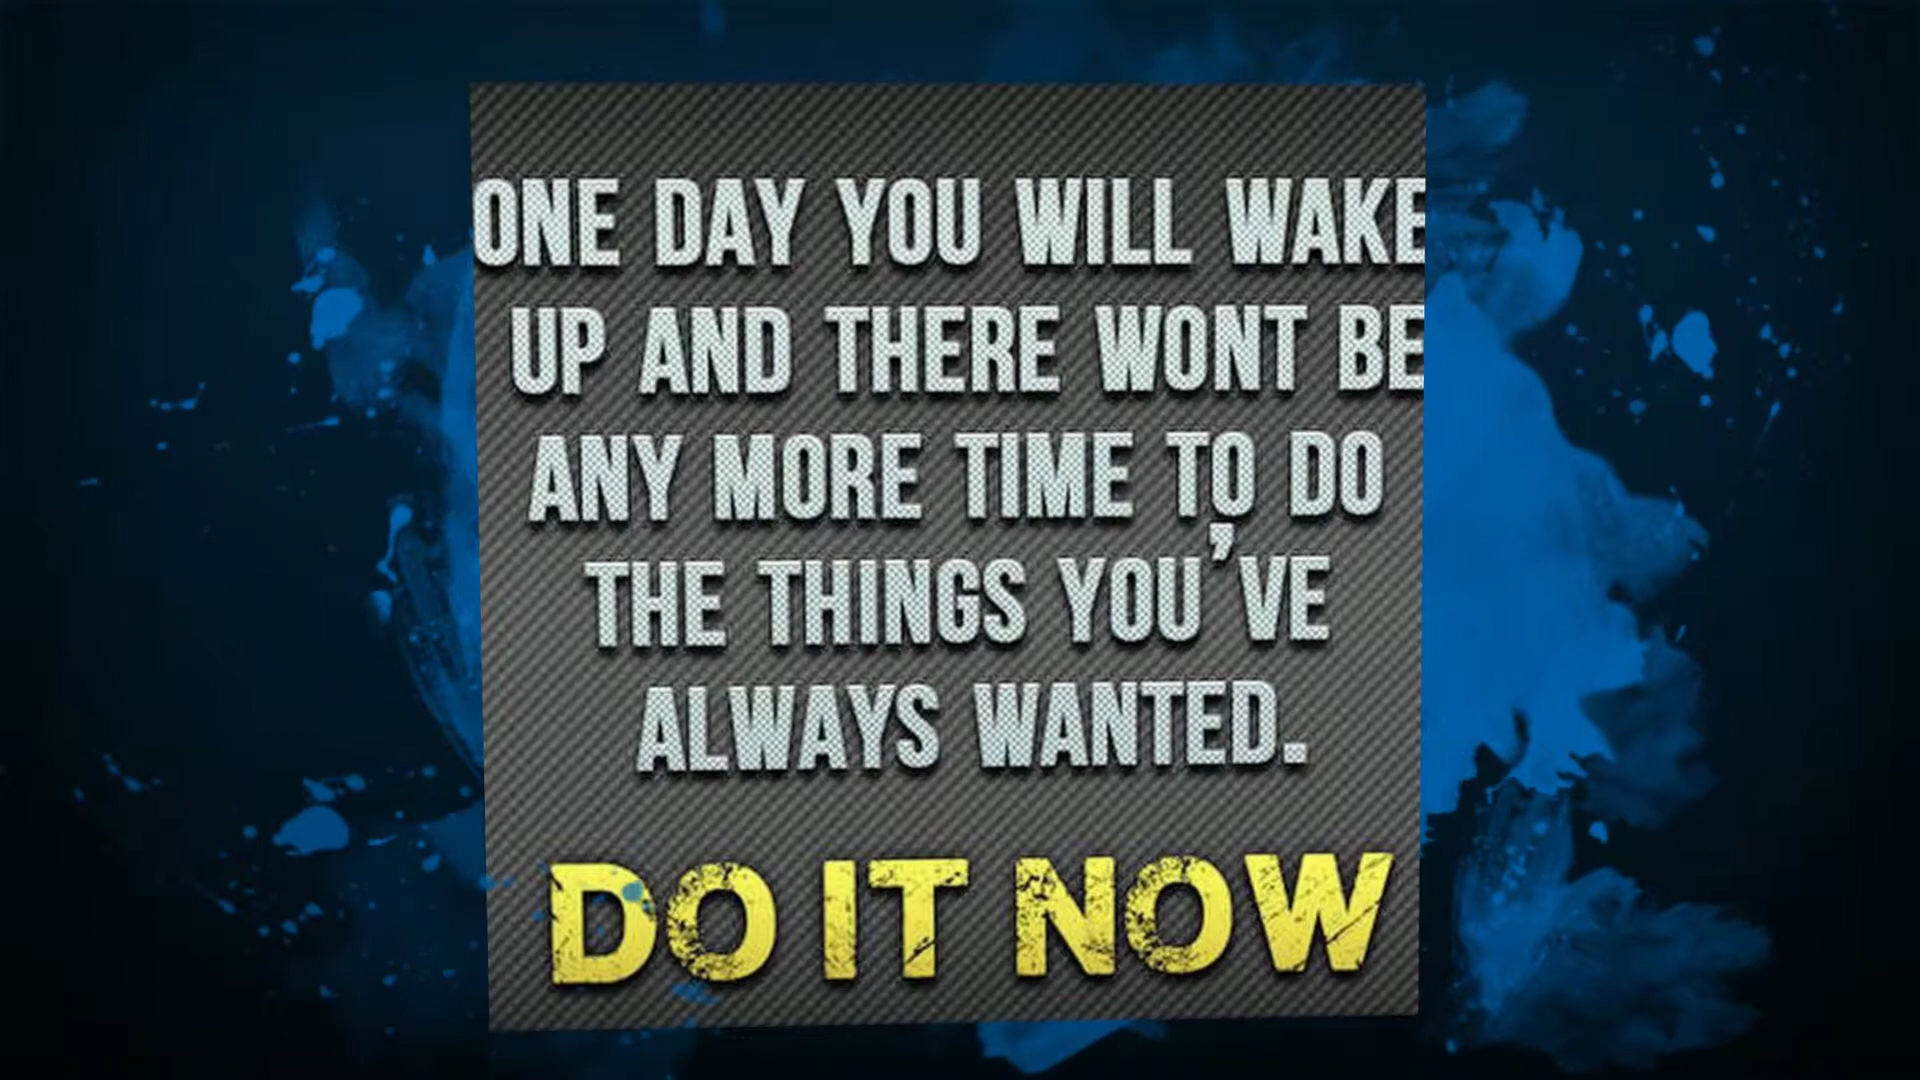 ONE DAY YOU WILL WAKE
UP AND THERE WONT BE
ANY MORE TIME TO DO
THE THINGS YOU'VE
ALWAYS WANTED.
DO IT NOW